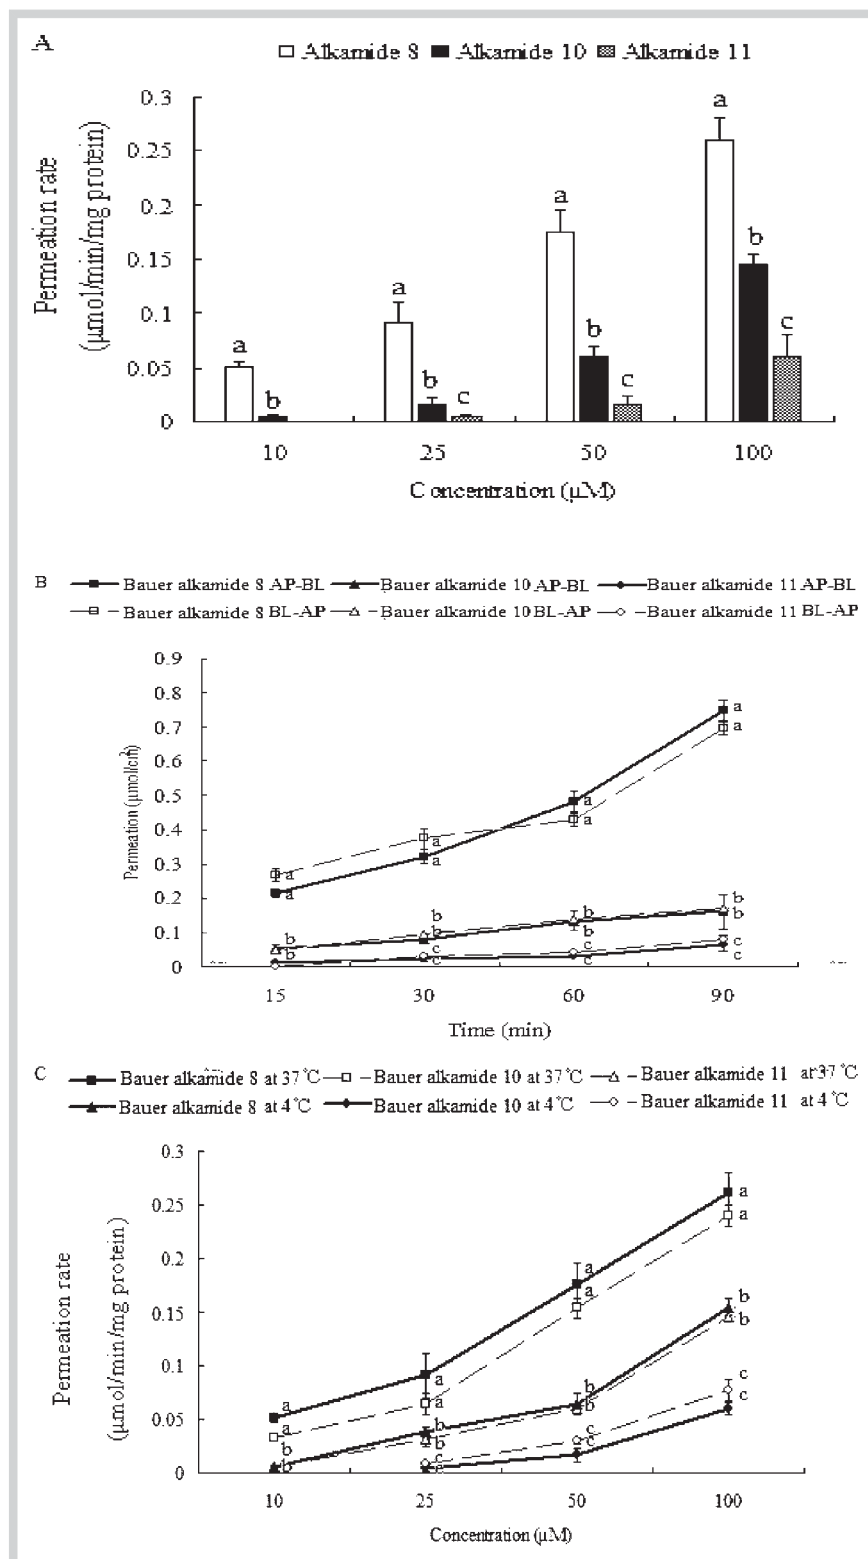 A
Alkamide 8 Alkamide 10 Alkamide 11
Permeation rate
(µmol/min/mg protein)
0.3
0.25
0.2
0.15
0.1
0.05
0
a
b
a
b
c
a
b
c
a
b
c
10 25 50 100
Concentration (µM)
B
Bauer alkamide 8 AP-BL Bauer alkamide 10 AP-BL Bauer alkamide 11 AP-BL
Bauer alkamide 8 BL-AP Bauer alkamide 10 BL-AP Bauer alkamide 11 BL-AP
Permeation (µmol/cm²)
0.9
0.8
0.7
0.6
0.5
0.4
0.3
0.2
0.1
0
a
a
b
b
a
a
b
b
c
c
a
a
b
b
c
c
a
a
b
b
c
c
15 30 60 90
Time (min)
C
Bauer alkamide 8 at 37℃ Bauer alkamide 10 at 37℃ Bauer alkamide 11 at 37℃
Bauer alkamide 8 at 4℃ Bauer alkamide 10 at 4℃ Bauer alkamide 11 at 4℃
Permeation rate
(µmol/min/mg protein)
0.3
0.25
0.2
0.15
0.1
0.05
0
a
a
b
b
a
a
b
b
c
a
a
b
b
c
c
a
a
b
b
c
c
10 25 50 100
Concentration (µM)